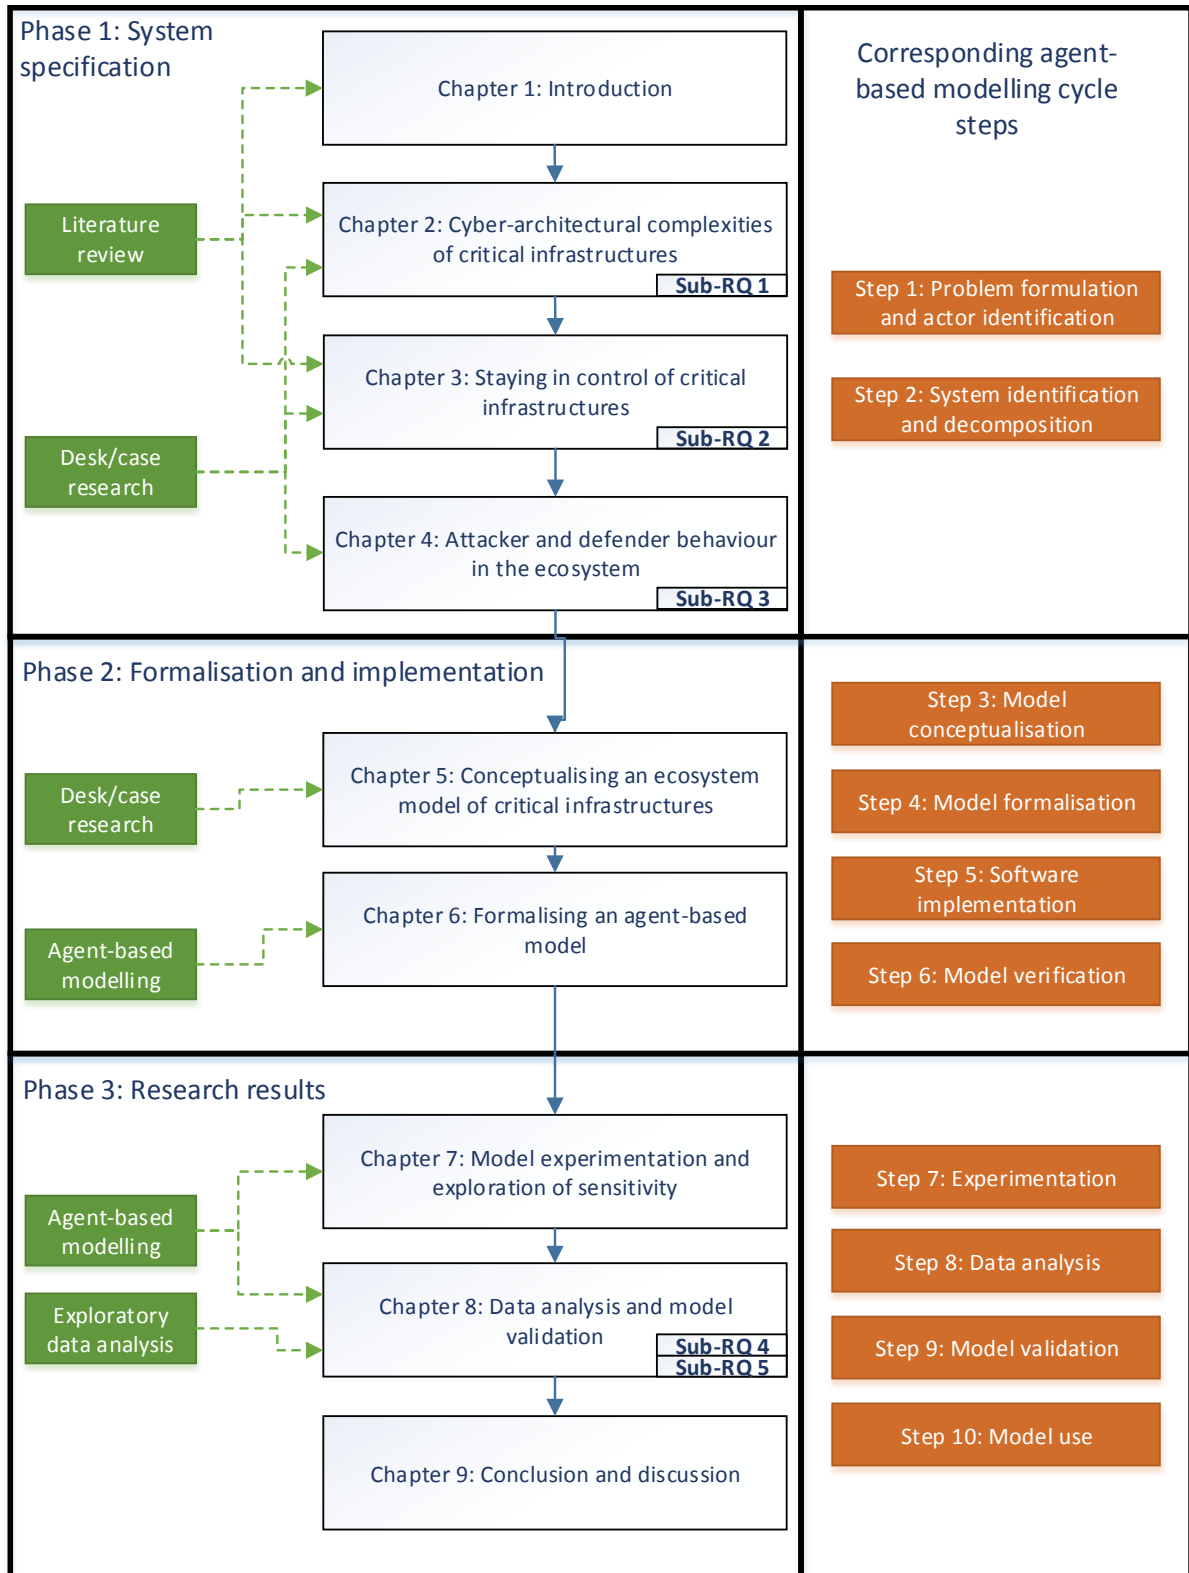 Phase 1: System
specification
Chapter 1: Introduction
Literature
review
Chapter 2: Cyber-architectural complexities
of critical infrastructures
Sub-RQ 1
Chapter 3: Staying in control of critical
infrastructures
Sub-RQ 2
Desk/case
research
Chapter 4: Attacker and defender behaviour
in the ecosystem
Sub-RQ 3
Corresponding agent-
based modelling cycle
steps
Step 1: Problem formulation
and actor identification
Step 2: System identification
and decomposition
Phase 2: Formalisation and implementation
Desk/case
research
Chapter 5: Conceptualising an ecosystem
model of critical infrastructures
Agent-based
modelling
Chapter 6: Formalising an agent-based
model
Step 3: Model
conceptualisation
Step 4: Model formalisation
Step 5: Software
implementation
Step 6: Model verification
Phase 3: Research results
Chapter 7: Model experimentation and
exploration of sensitivity
Agent-based
modelling
Exploratory
data analysis
Chapter 8: Data analysis and model
validation
Sub-RQ 4
Sub-RQ 5
Chapter 9: Conclusion and discussion
Step 7: Experimentation
Step 8: Data analysis
Step 9: Model validation
Step 10: Model use